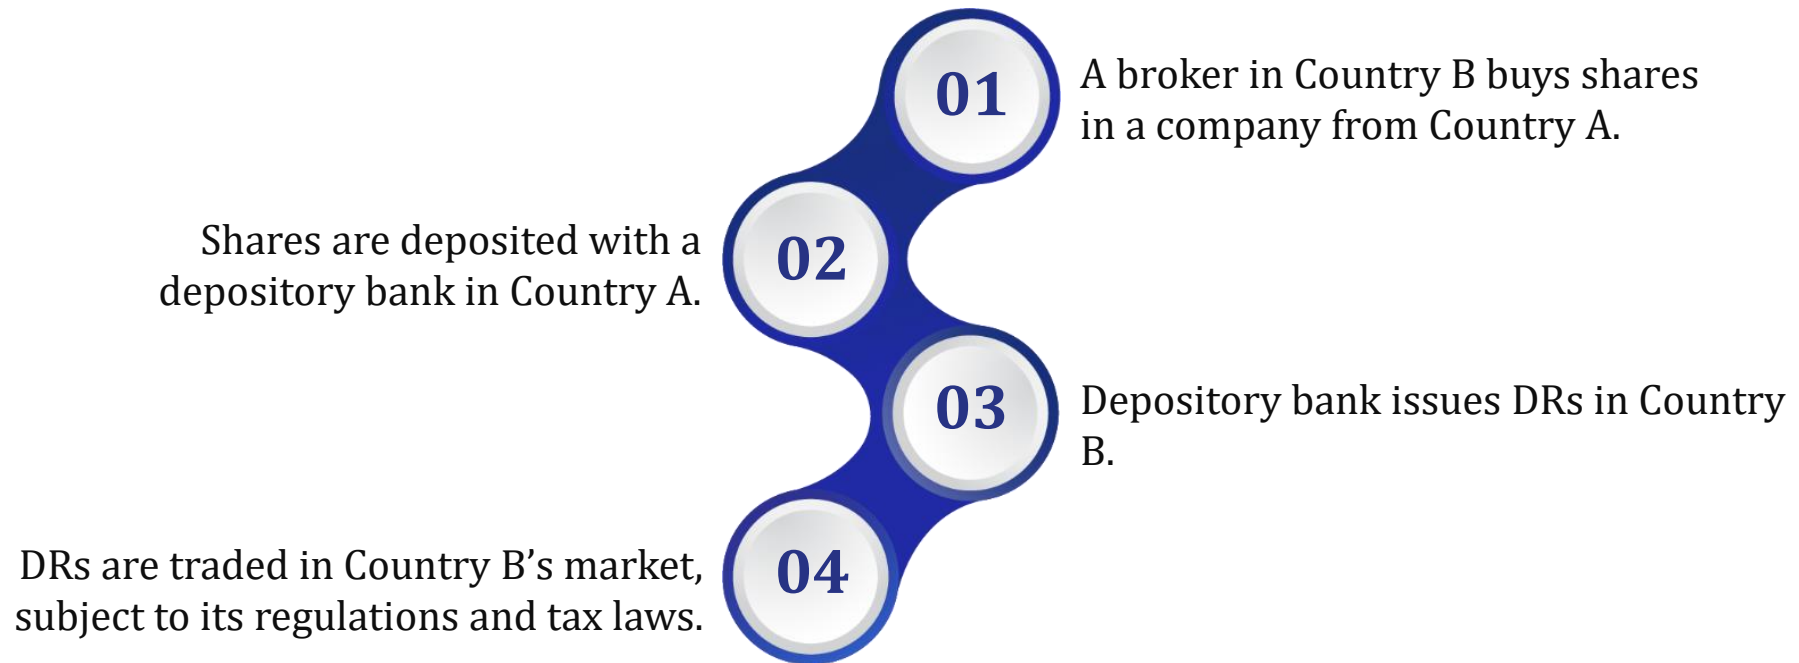 01
A broker in Country B buys shares
in a company from Country A.
02
Shares are deposited with a
depository bank in Country A.
03
Depository bank issues DRs in Country
B.
04
DRs are traded in Country B’s market,
subject to its regulations and tax laws.